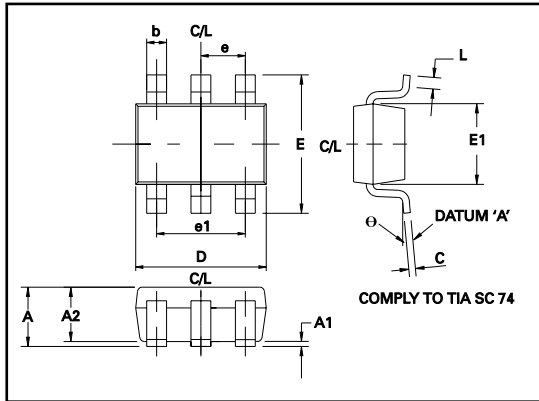 b
C/L
e
L
E
C/L
E1
e1
Θ
DATUM 'A'
D
C
C/L
COMPLY TO TIA SC 74
A
A2
A1